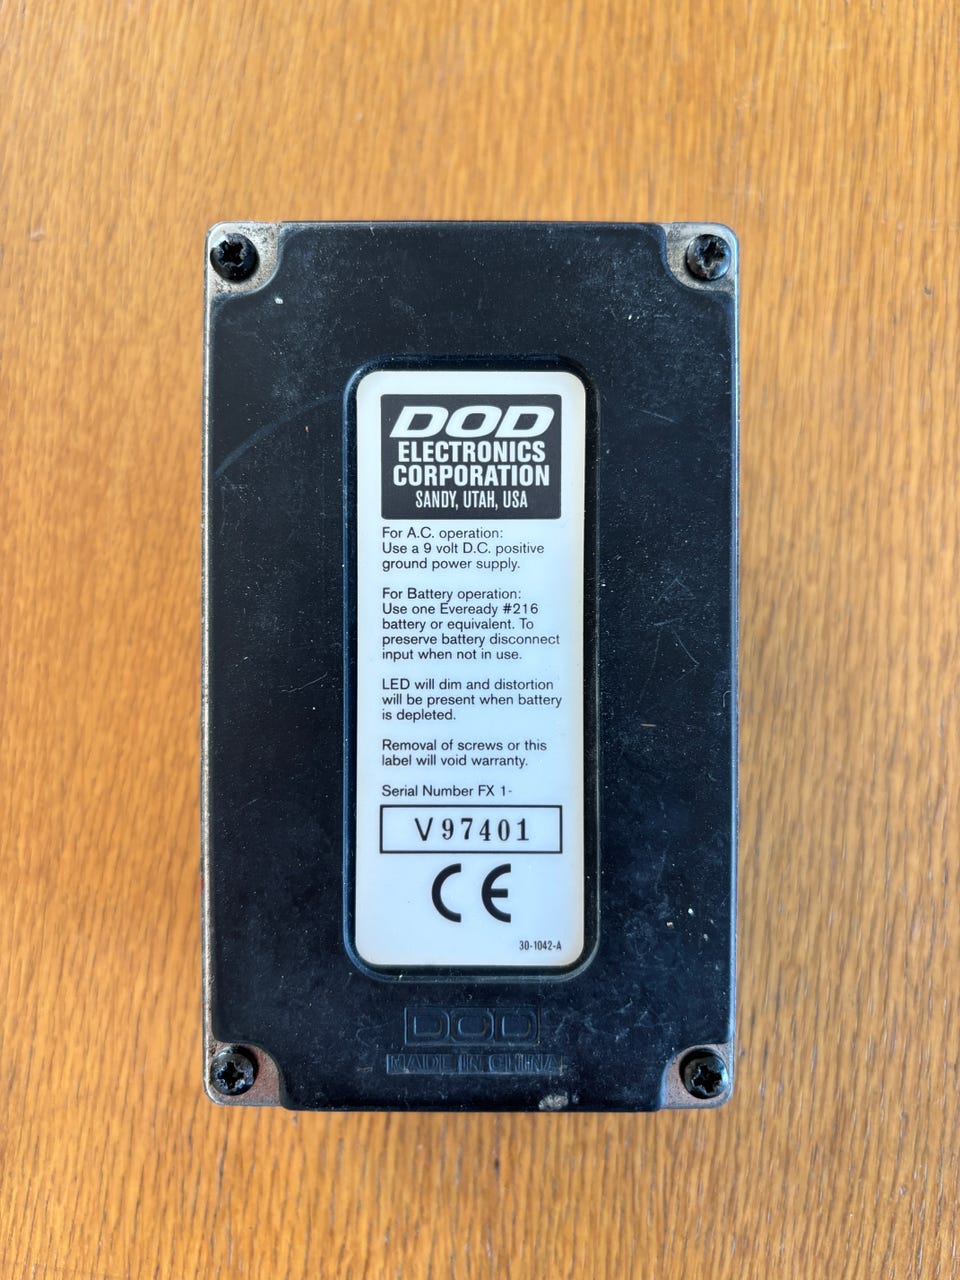 DOD
ELECTRONICS
CORPORATION
SANDY, UTAH, USA
For A.C. operation:
Use a 9 volt D.C. positive
ground power supply.
For Battery operation:
Use one Eveready #216
battery or equivalent. To
preserve battery disconnect
input when not in use.
LED will dim and distortion
will be present when battery
is depleted.
Removal of screws or this
label will void warranty.
Serial Number FX 1-
V97401
CE
30-1042-A
DOD
MADE IN CHINA